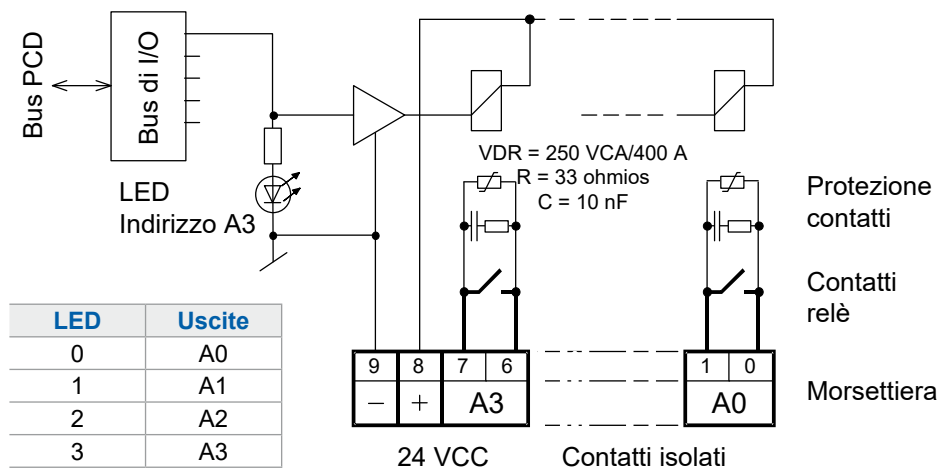 Bus PCD
Bus di I/O
LED
Indirizzo A3
VDR = 250 VCA/400 A
R = 33 ohmios
C = 10 nF
Protezione
contatti
Contatti
relè
LED Uscite
0 A0
1 A1
2 A2
3 A3
9 8 7 6 1 0
− + A3 A0
Morsettiera
24 VCC Contatti isolati